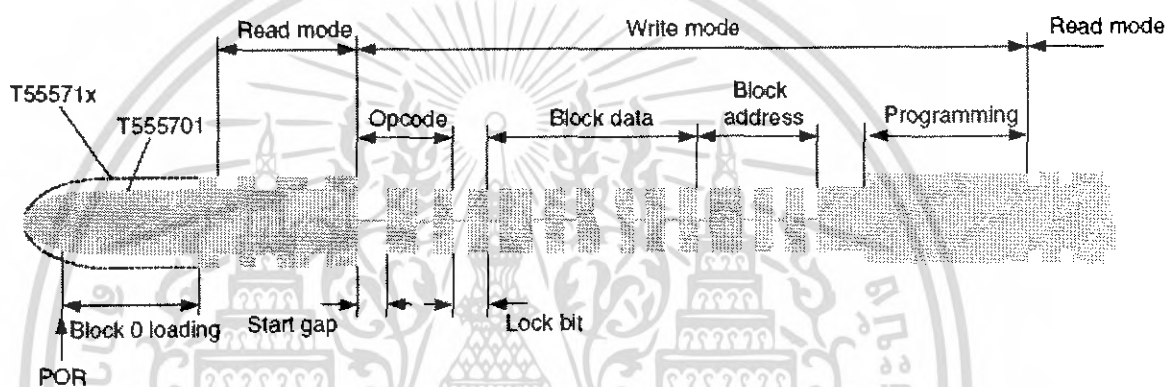 Read mode
Write mode
Read mode
T55571x
T555701
Opcode
Block data
Block
address
Programming
Block 0 loading
Start gap
Lock bit
POR